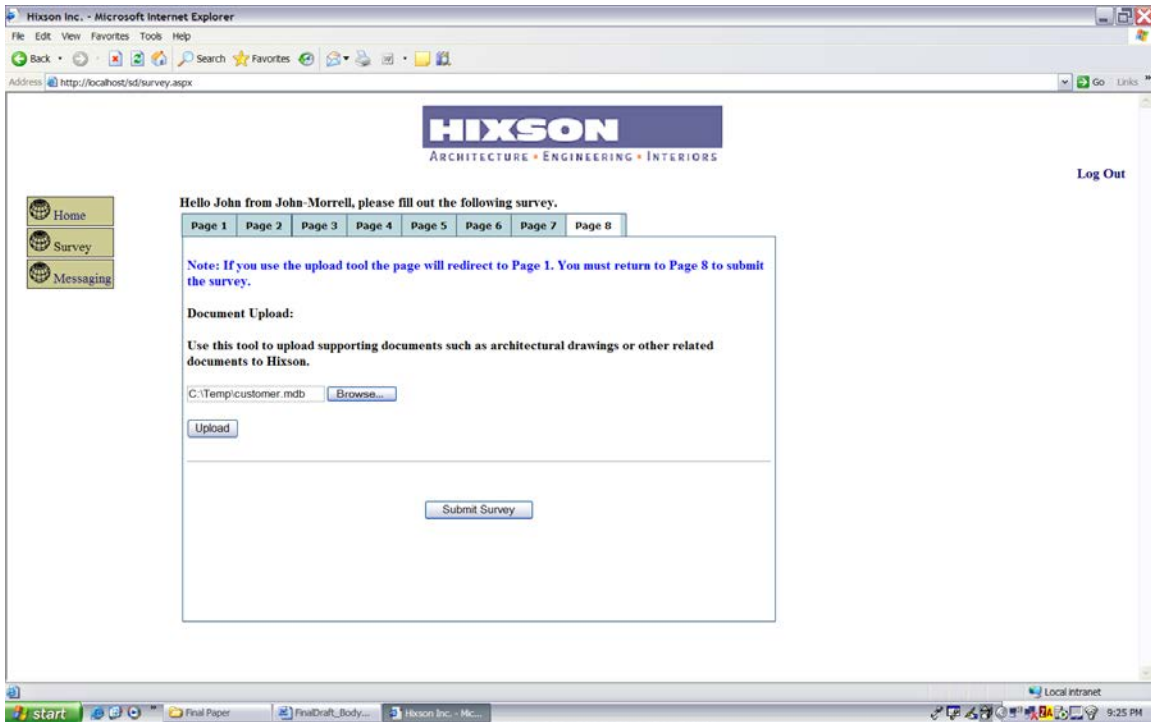 Hixson Inc. - Microsoft Internet Explorer
File Edit View Favorites Tools Help
Back Search Favorites
Address http://localhost/sd/survey.aspx Go Links »
HIXSON
ARCHITECTURE • ENGINEERING • INTERIORS
Log Out
Hello John from John-Morrell, please fill out the following survey.
Home
Survey
Messaging
Page 1 Page 2 Page 3 Page 4 Page 5 Page 6 Page 7 Page 8
Note: If you use the upload tool the page will redirect to Page 1. You must return to Page 8 to submit
the survey.
Document Upload:
Use this tool to upload supporting documents such as architectural drawings or other related
documents to Hixson.
C:\Temp\customer.mdb Browse...
Upload
Submit Survey
Local intranet
start » Final Paper FinalDraft_Body... Hixson Inc. - Mic... 9:25 PM